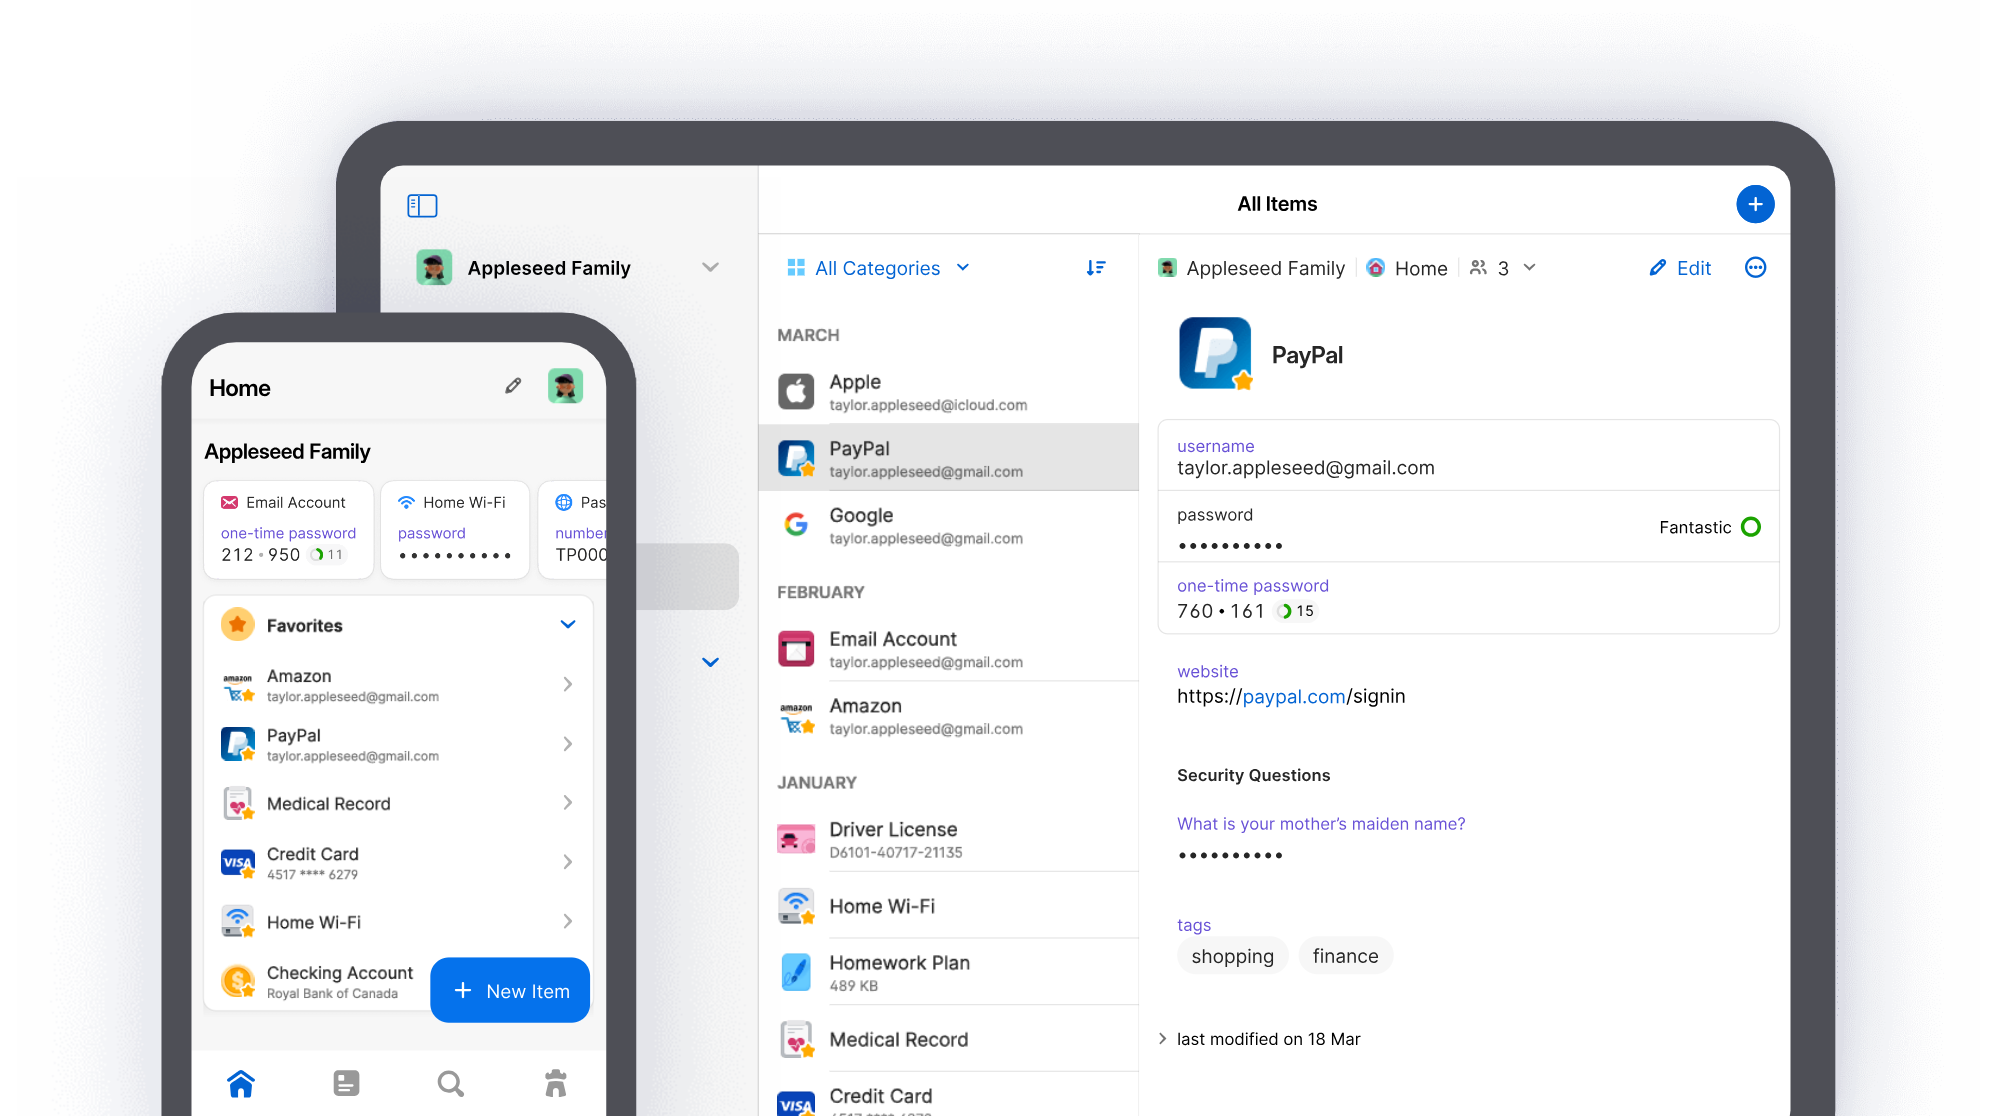 All Items
Appleseed Family
All Categories
Appleseed Family
Home
3
Edit
MARCH
Apple
taylor.appleseed@icloud.com
PayPal
taylor.appleseed@gmail.com
Google
taylor.appleseed@gmail.com
FEBRUARY
Email Account
taylor.appleseed@gmail.com
amazon
Amazon
taylor.appleseed@gmail.com
JANUARY
Driver License
D6101-40717-21135
Home Wi-Fi
Homework Plan
489 KB
Medical Record
VISA
Credit Card
PayPal
username
taylor.appleseed@gmail.com
password
••••••••••
Fantastic
one-time password
760 • 161 15
website
https://paypal.com/signin
Security Questions
What is your mother’s maiden name?
••••••••••
tags
shopping
finance
last modified on 18 Mar
Home
Appleseed Family
Email Account
one-time password
212 • 950 11
Home Wi-Fi
password
••••••••••
Pas
number
TP000
Favorites
amazon
Amazon
taylor.appleseed@gmail.com
PayPal
taylor.appleseed@gmail.com
Medical Record
VISA
Credit Card
4517 **** 6279
Home Wi-Fi
Checking Account
Royal Bank of Canada
+ New Item